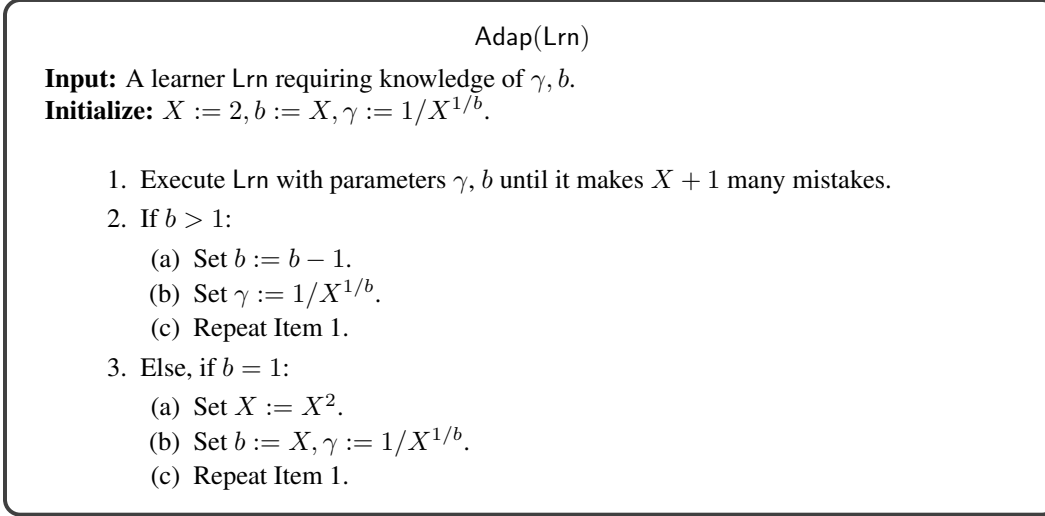 Adap(Lrn)
Input: A learner Lrn requiring knowledge of γ, b.
Initialize: X := 2, b := X, γ := 1/X^{1/b}.
1. Execute Lrn with parameters γ, b until it makes X + 1 many mistakes.
2. If b > 1:
(a) Set b := b − 1.
(b) Set γ := 1/X^{1/b}.
(c) Repeat Item 1.
3. Else, if b = 1:
(a) Set X := X^2.
(b) Set b := X, γ := 1/X^{1/b}.
(c) Repeat Item 1.